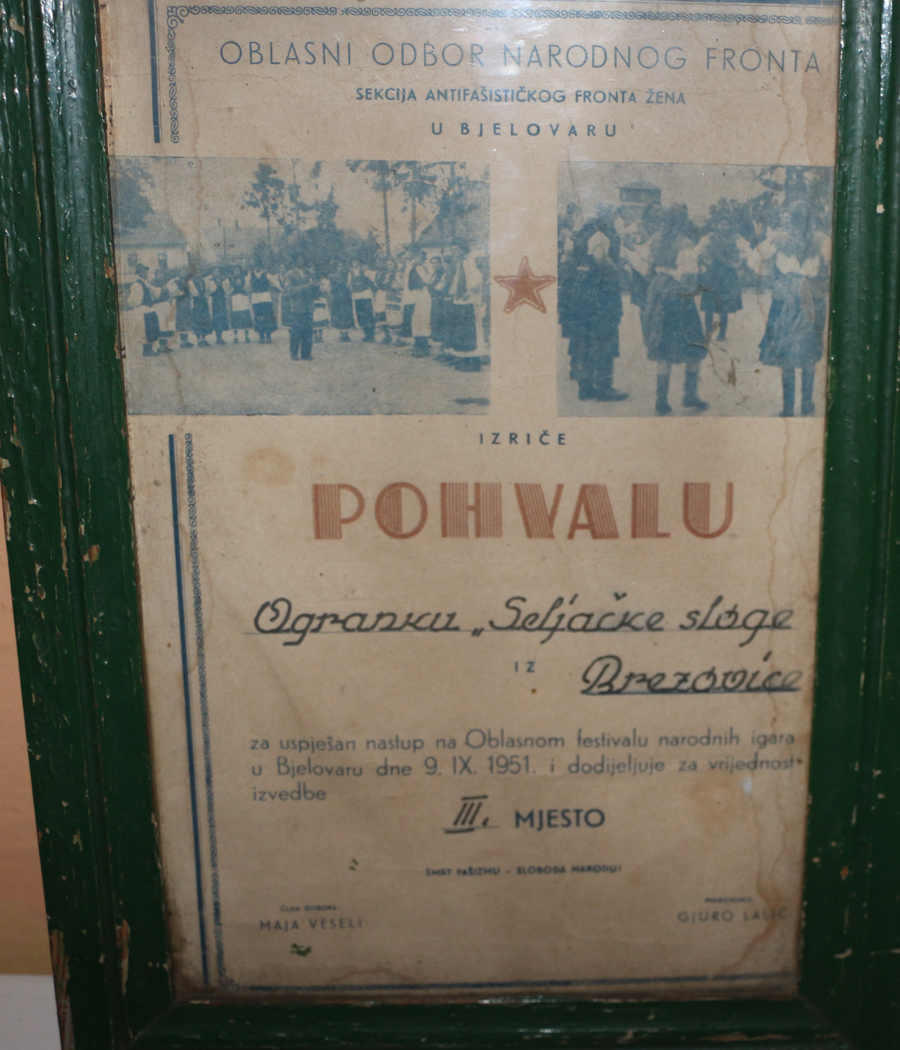 OBLASNI ODBOR NARODNOG FRONTA
SEKCIJA ANTIFAŠISTIČKOG FRONTA ŽENA
U BJELOVARU
IZRIČE
POHVALU
Ogranku „Seljačke sloge
IZ Brezovice
za uspješan nastup na Oblasnom festivalu narodnih igara
u Bjelovaru dne 9. IX. 1951. i dodijeljuje za vrijednost
izvedbe
III. MJESTO
SMRT FAŠIZMU – SLOBODA NARODU!
ČLAN ODBORA:
MAJA VESELI
GJURO LALIĆ